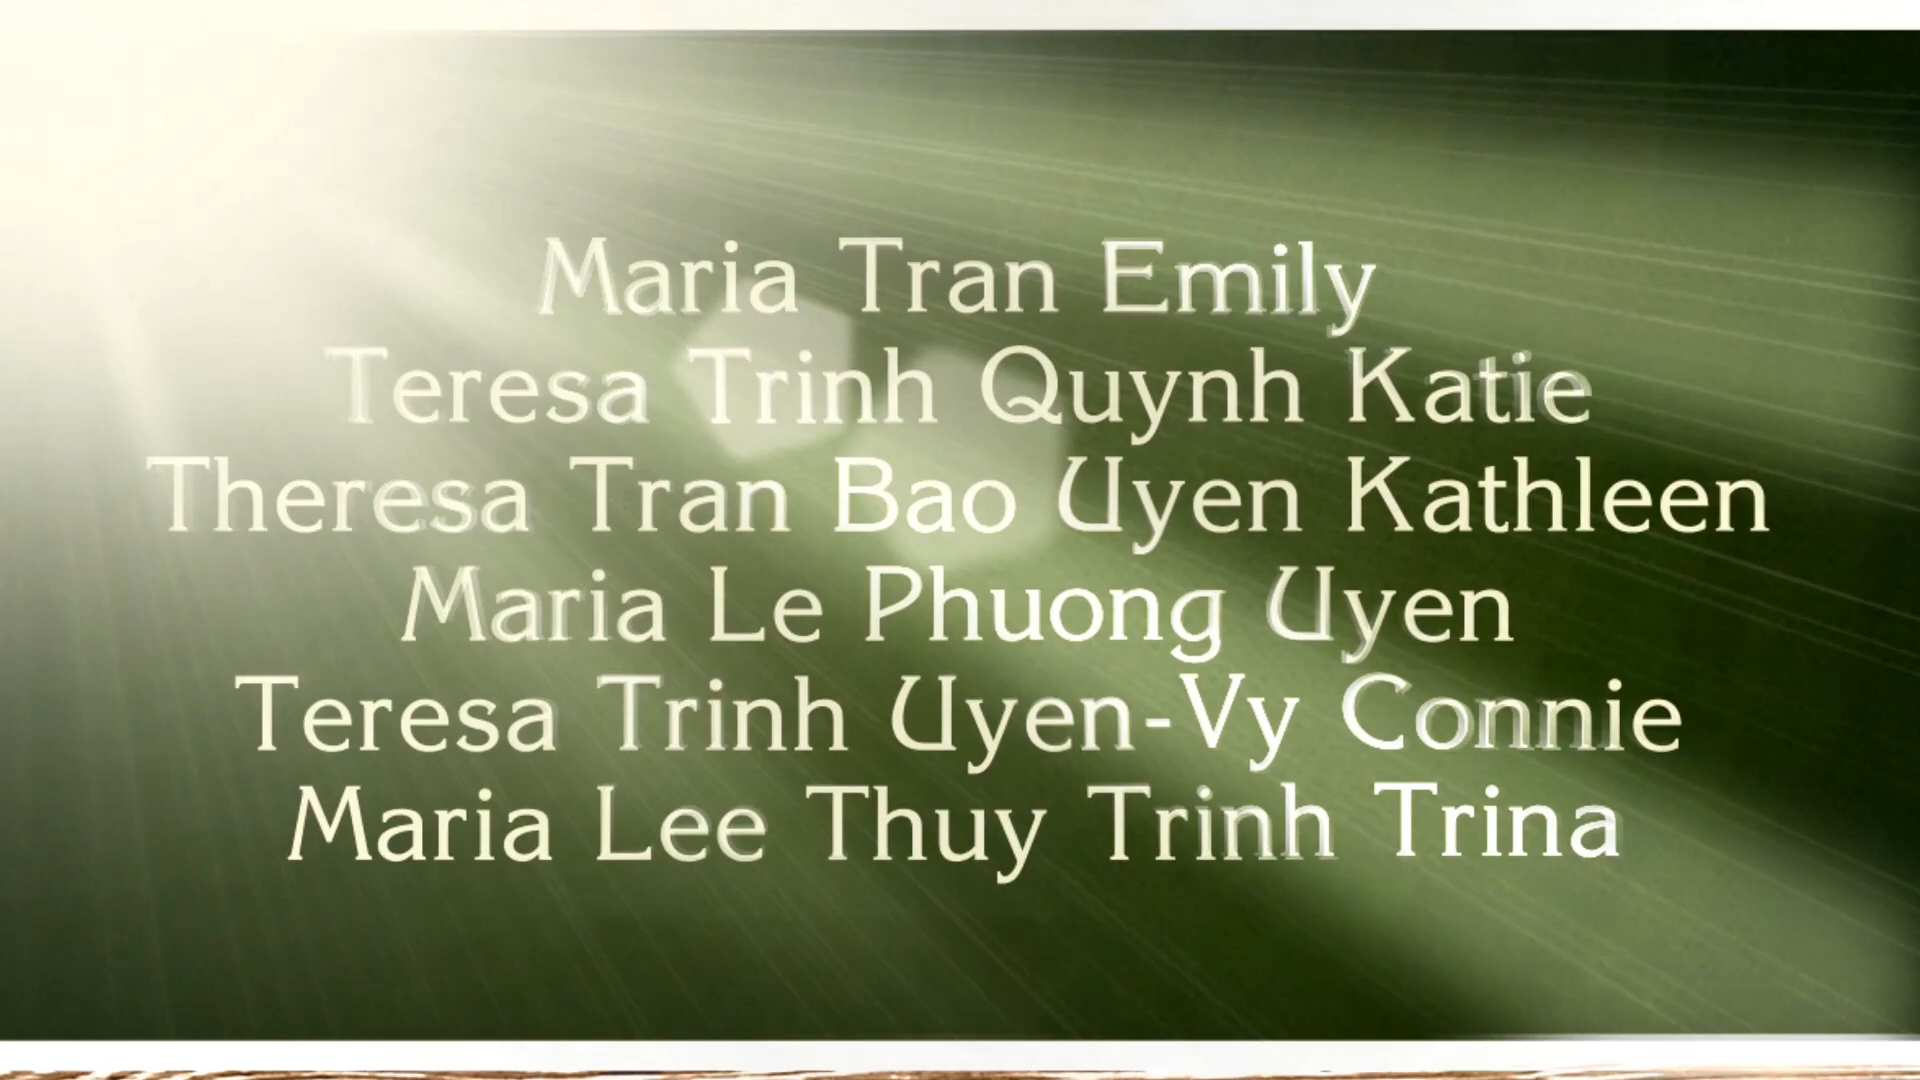 Maria Tran Emily
Teresa Trinh Quynh Katie
Theresa Tran Bao Uyen Kathleen
Maria Le Phuong Uyen
Teresa Trinh Uyen-Vy Connie
Maria Lee Thuy Trinh Trina